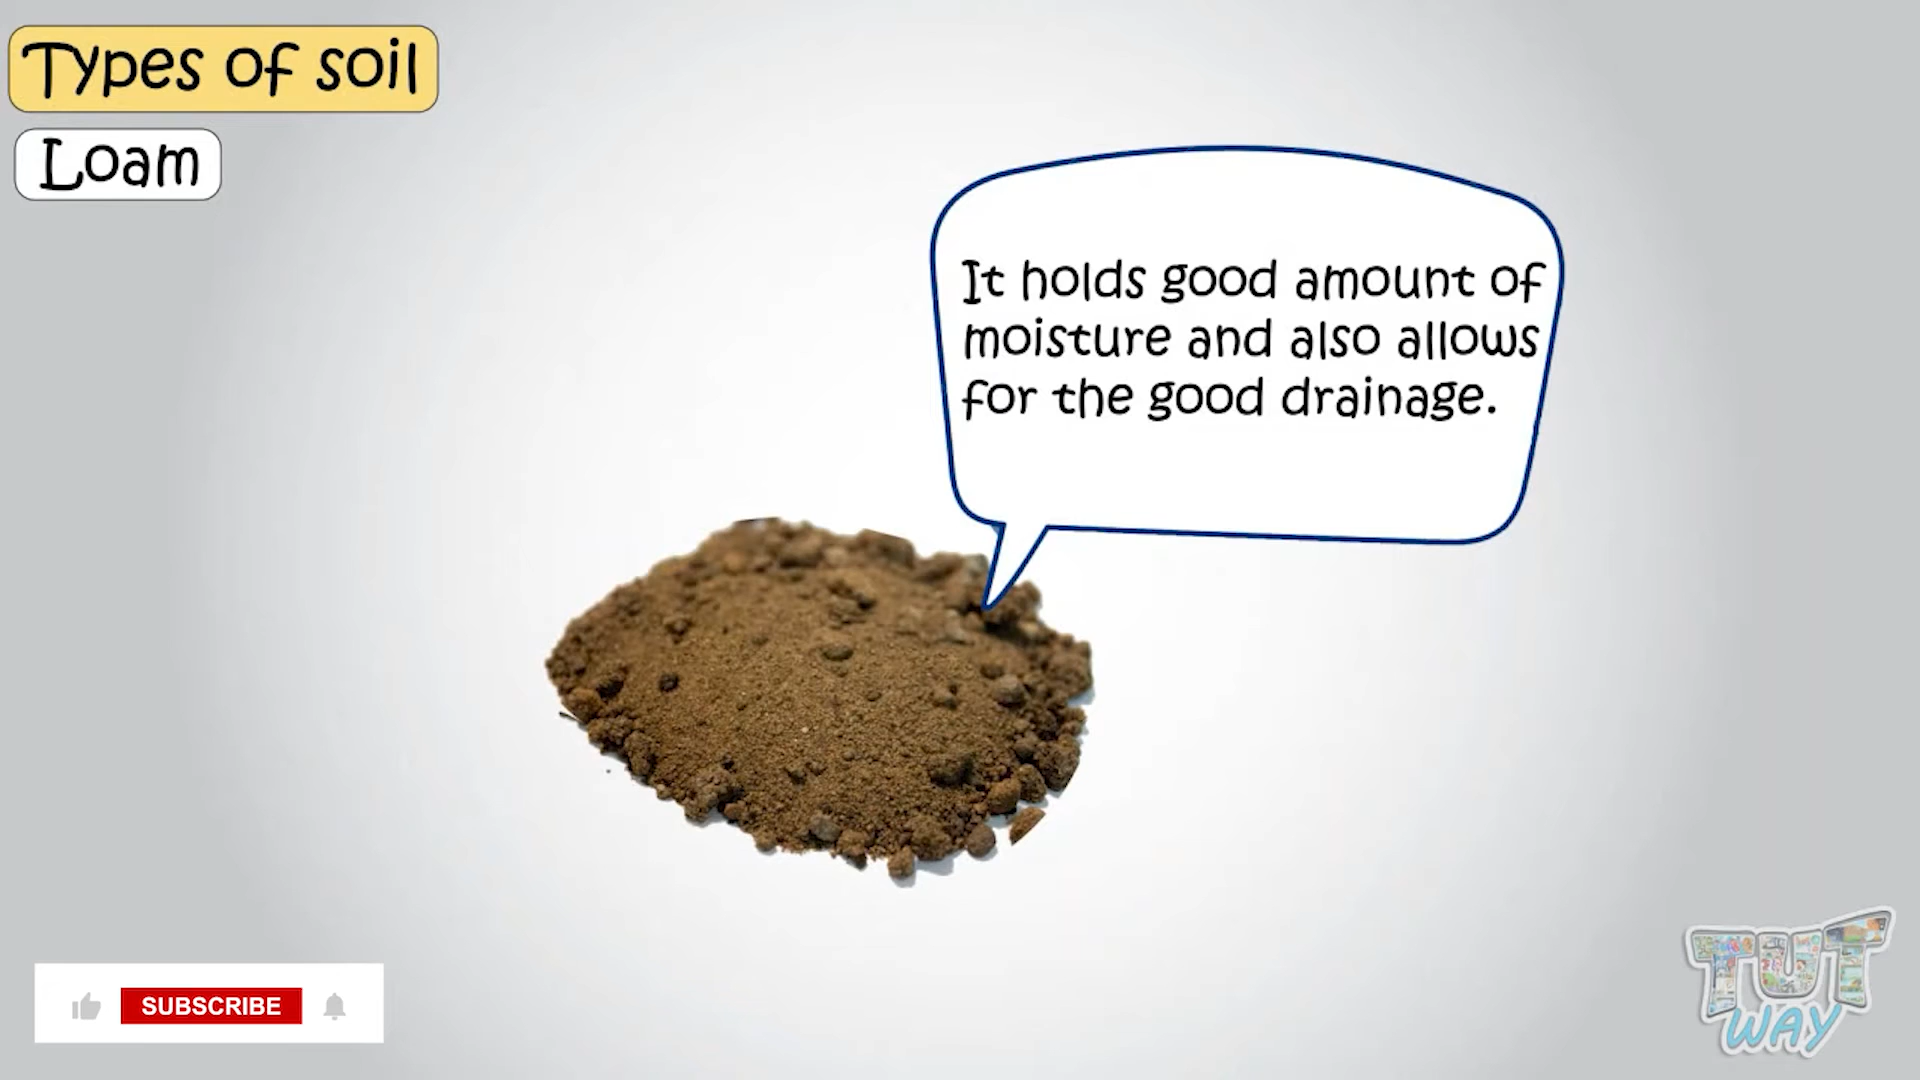 Types of soil
Loam
It holds good amount of
moisture and also allows
for the good drainage.
SUBSCRIBE
TUT
WAY